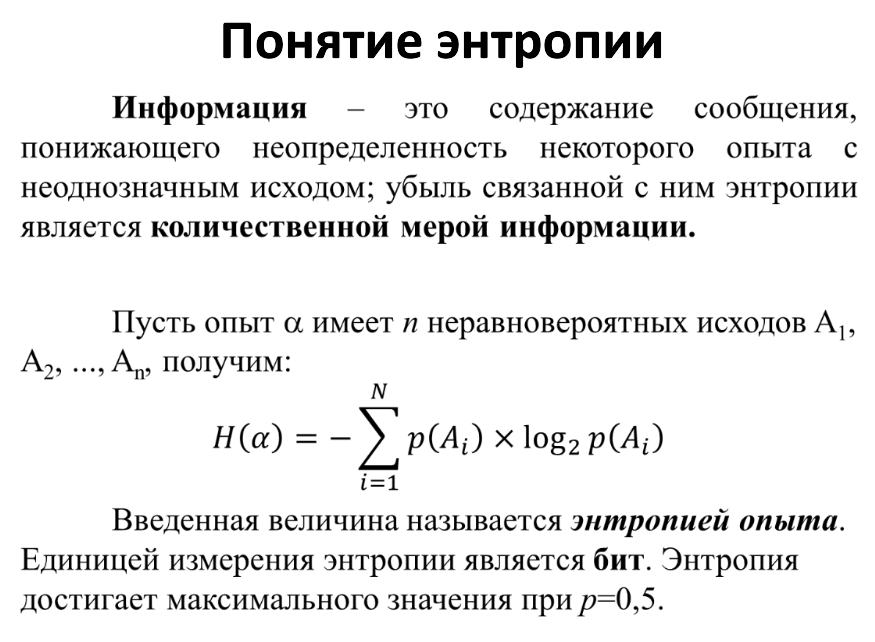 Понятие энтропии
Информация – это содержание сообщения,
понижающего неопределенность некоторого опыта с
неоднозначным исходом; убыль связанной с ним энтропии
является количественной мерой информации.
Пусть опыт α имеет n неравновероятных исходов A₁,
A₂, ..., Aₙ, получим:
H(α) = − ∑_{i=1}^{N} p(A_i) × log₂ p(A_i)
Введенная величина называется энтропией опыта.
Единицей измерения энтропии является бит. Энтропия
достигает максимального значения при p=0,5.